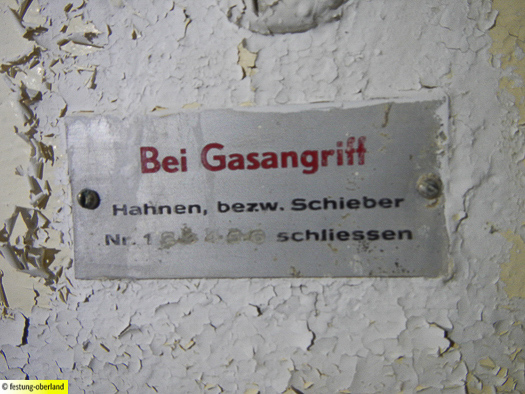 Bei Gasangriff
Hahnen, bezw. Schieber
Nr. 1 schliessen
© festung-oberland